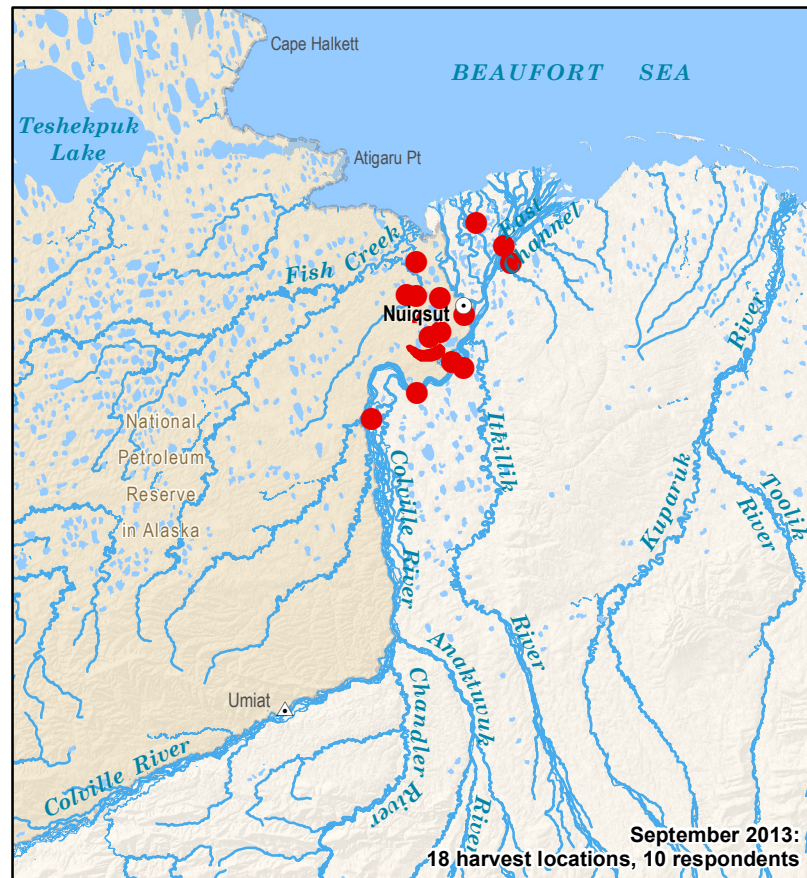 Cape Halkett
BEAUFORT SEA
Teshekpuk
Lake
Atigaru Pt
East
Channel
Fish Creek
Nuiqsut
River
National
Petroleum
Reserve
in Alaska
Itkillik
Colville River
Kuparuk
Toolik
River
River
Anaktuvuk
Umiat
Chandler
River
Colville River
River
September 2013:
18 harvest locations, 10 respondents